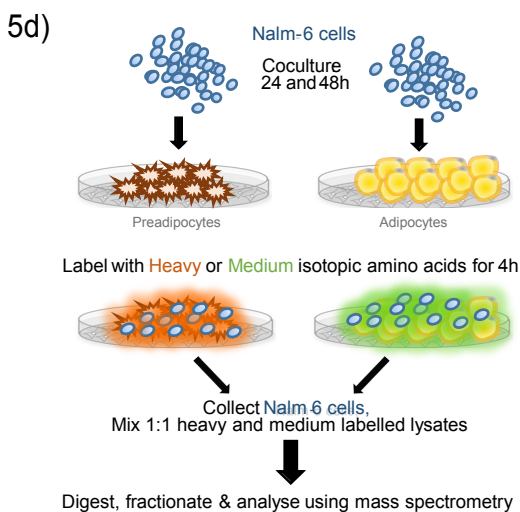 5d)
Nalm-6 cells
Coculture
24 and 48h
Preadipocytes
Adipocytes
Label with Heavy or Medium isotopic amino acids for 4h
Collect Nalm 6 cells,
Mix 1:1 heavy and medium labelled lysates
Digest, fractionate & analyse using mass spectrometry